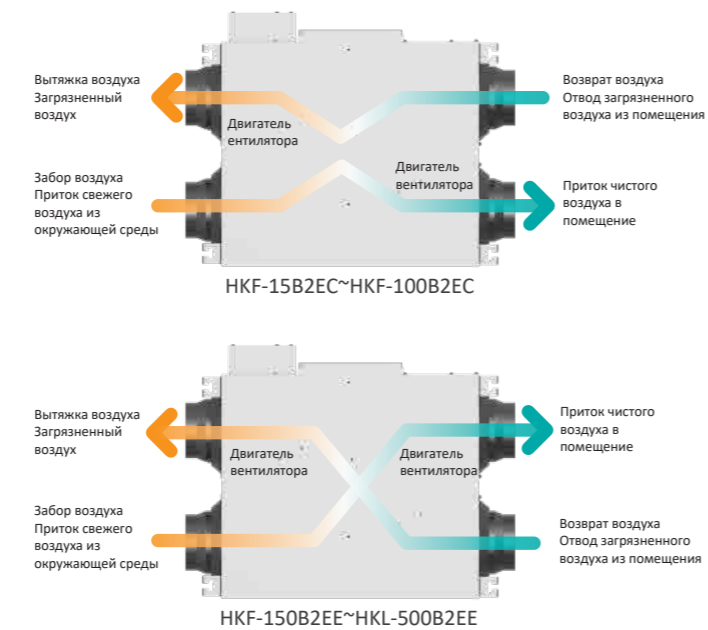 Вытяжка воздуха
Загрязненный
воздух
Возврат воздуха
Отвод загрязненного
воздуха из помещения
Двигатель
ентилятора
Забор воздуха
Приток свежего
воздуха из
окружающей среды
Двигатель
вентилятора
Приток чистого
воздуха в
помещение
HKF-15B2EC~HKF-100B2EC
Вытяжка воздуха
Загрязненный
воздух
Приток чистого
воздуха в
помещение
Двигатель
вентилятора
Двигатель
вентилятора
Забор воздуха
Приток свежего
воздуха из
окружающей среды
Возврат воздуха
Отвод загрязненного
воздуха из помещения
HKF-150B2EE~HKL-500B2EE